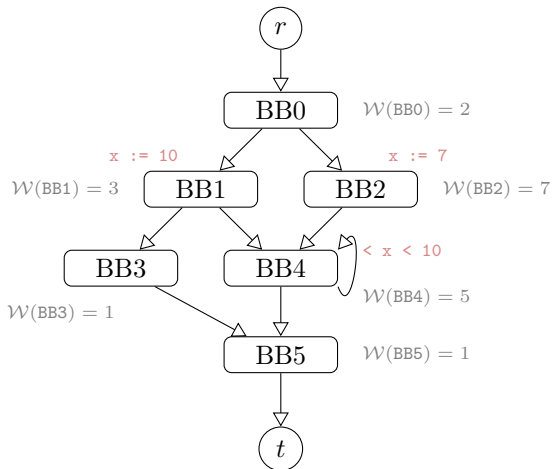 r
BB0
𝒲(BB0) = 2
x := 10
x := 7
𝒲(BB1) = 3
BB1
BB2
𝒲(BB2) = 7
< x < 10
BB3
BB4
𝒲(BB4) = 5
𝒲(BB3) = 1
BB5
𝒲(BB5) = 1
t